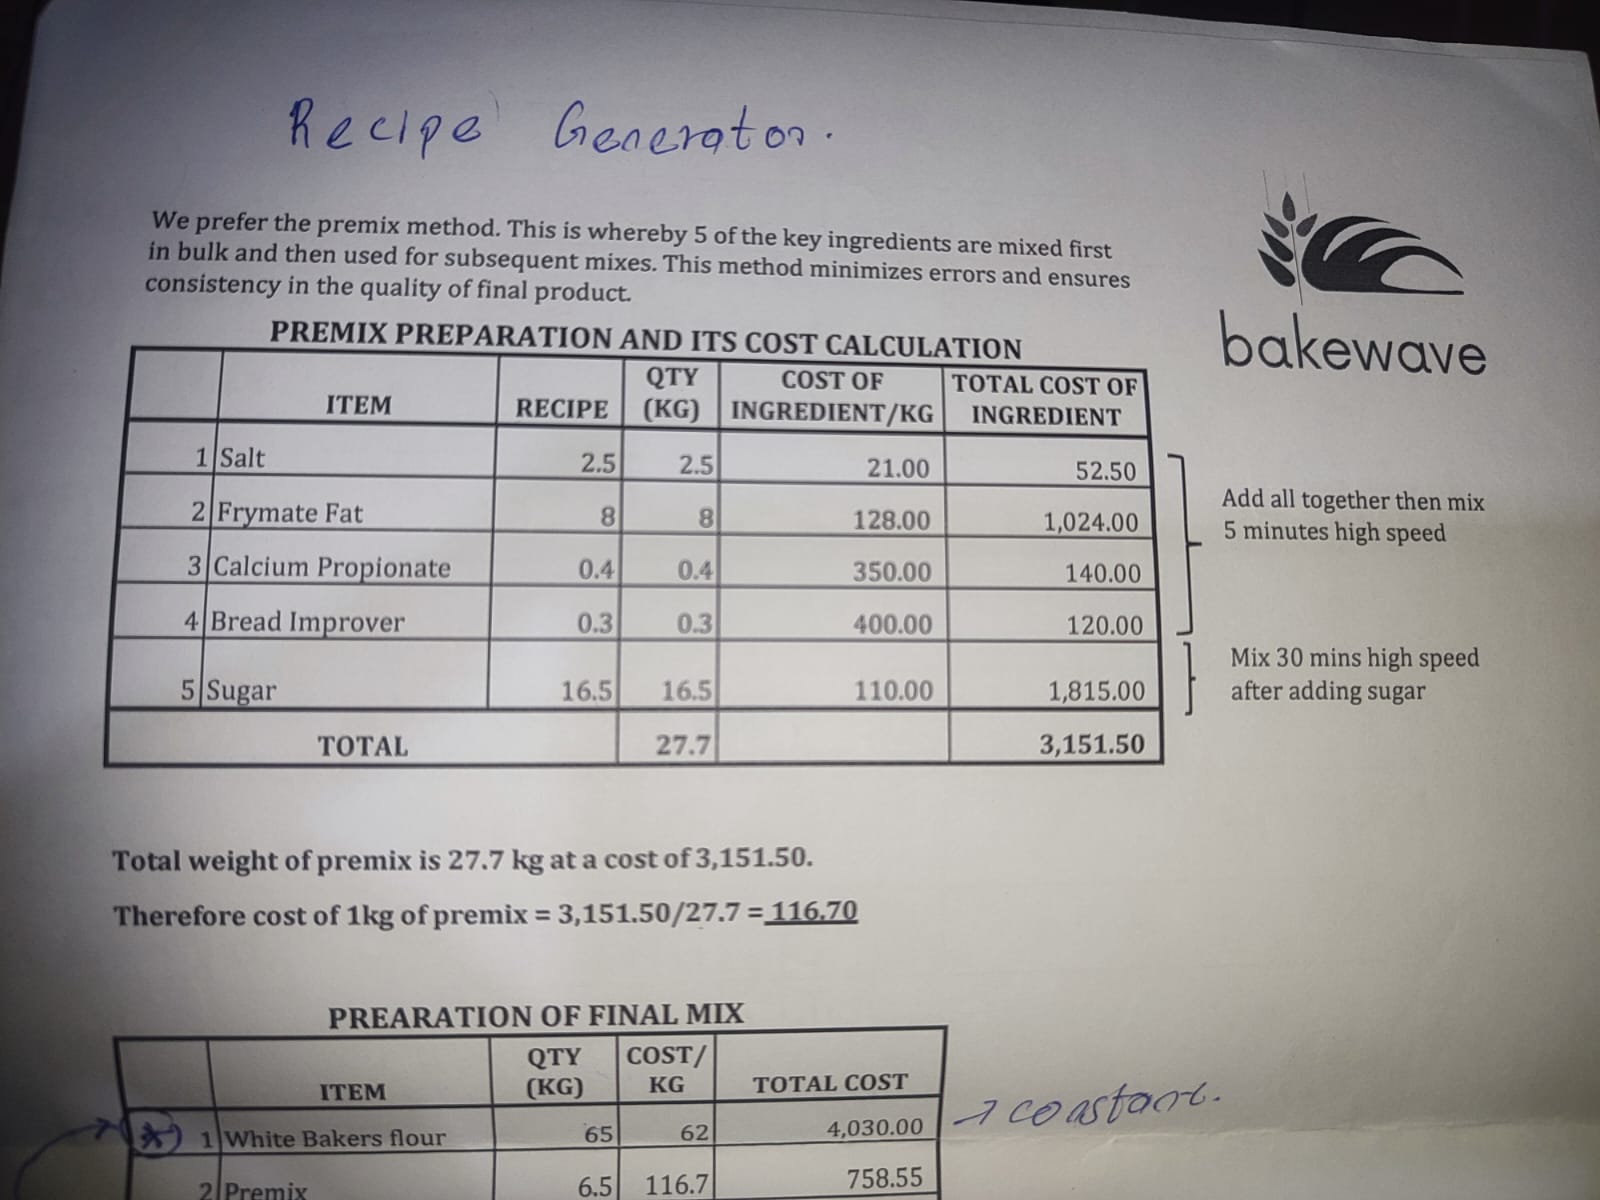 Recipe Generator.
We prefer the premix method. This is whereby 5 of the key ingredients are mixed first
in bulk and then used for subsequent mixes. This method minimizes errors and ensures
consistency in the quality of final product.
bakewave
PREMIX PREPARATION AND ITS COST CALCULATION
ITEM RECIPE QTY (KG) COST OF INGREDIENT/KG TOTAL COST OF INGREDIENT
1 Salt 2.5 2.5 21.00 52.50
2 Frymate Fat 8 8 128.00 1,024.00
3 Calcium Propionate 0.4 0.4 350.00 140.00
4 Bread Improver 0.3 0.3 400.00 120.00
5 Sugar 16.5 16.5 110.00 1,815.00
TOTAL 27.7 3,151.50
Add all together then mix
5 minutes high speed
Mix 30 mins high speed
after adding sugar
Total weight of premix is 27.7 kg at a cost of 3,151.50.
Therefore cost of 1kg of premix = 3,151.50/27.7 = 116.70
PREARATION OF FINAL MIX
ITEM QTY (KG) COST/ KG TOTAL COST
1 White Bakers flour 65 62 4,030.00 → constant.
2 Premix 6.5 116.7 758.55